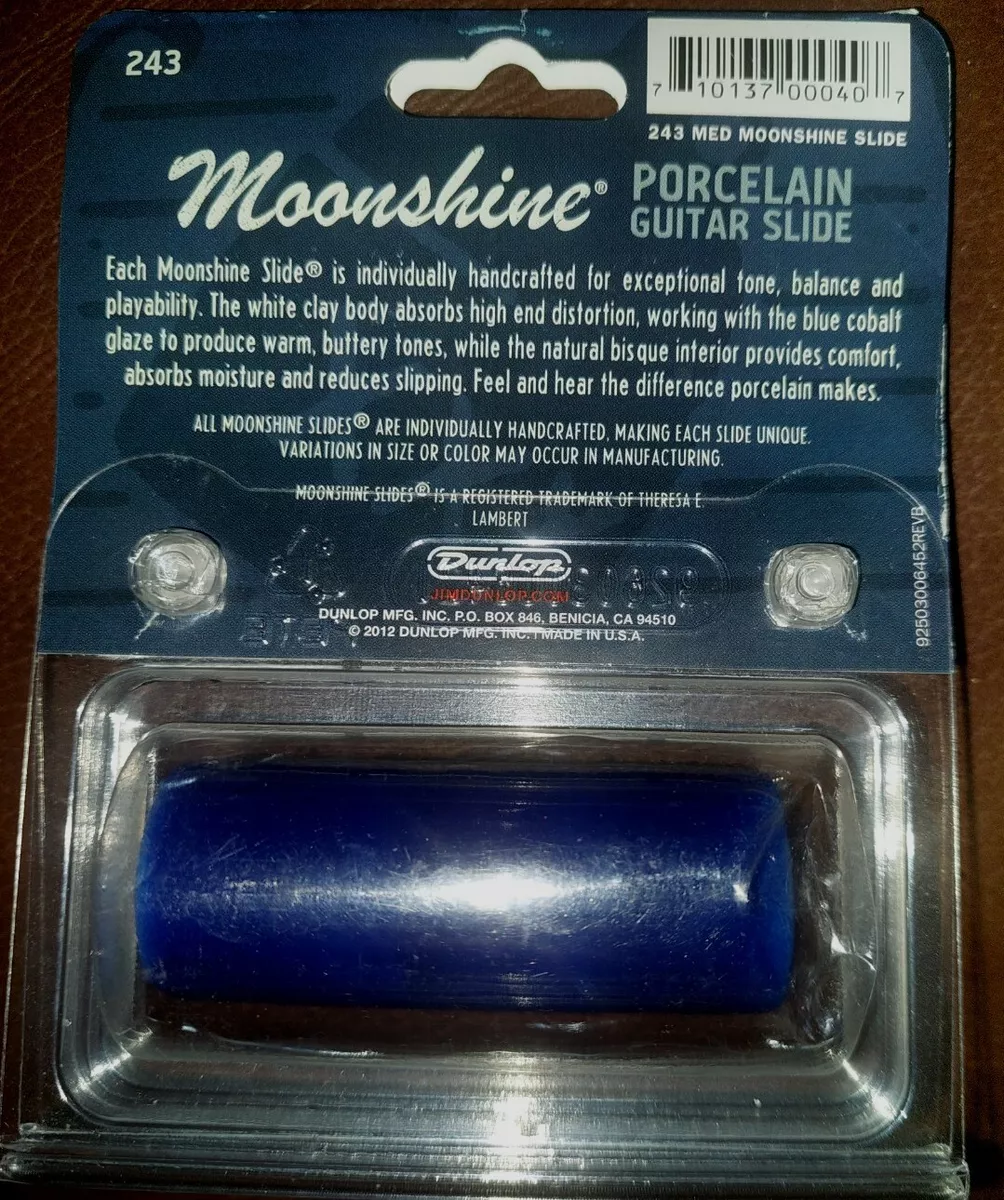 243
7 10137 00040 7
243 MED MOONSHINE SLIDE
Moonshine® PORCELAIN
GUITAR SLIDE
Each Moonshine Slide® is individually handcrafted for exceptional tone, balance and
playability. The white clay body absorbs high end distortion, working with the blue cobalt
glaze to produce warm, buttery tones, while the natural bisque interior provides comfort,
absorbs moisture and reduces slipping. Feel and hear the difference porcelain makes.
ALL MOONSHINE SLIDES® ARE INDIVIDUALLY HANDCRAFTED, MAKING EACH SLIDE UNIQUE.
VARIATIONS IN SIZE OR COLOR MAY OCCUR IN MANUFACTURING.
MOONSHINE SLIDES® IS A REGISTERED TRADEMARK OF THERESA E.
LAMBERT
Dunlop
JIMDUNLOP.COM
DUNLOP MFG. INC. P.O. BOX 846, BENICIA, CA 94510
© 2012 DUNLOP MFG. INC. MADE IN U.S.A.
92503006452REVB